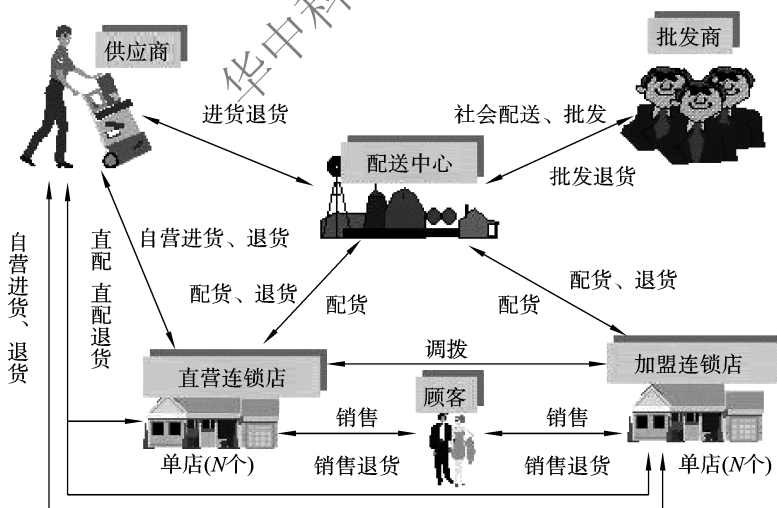 华中科
供应商
批发商
进货退货
社会配送、批发
配送中心
批发退货
自营进货、退货
直配 直配退货
自营进货、退货
配货、退货
配货
配货
配货、退货
直营连锁店
调拨
加盟连锁店
顾客
销售
销售
单店(N个)
销售退货
销售退货
单店(N个)